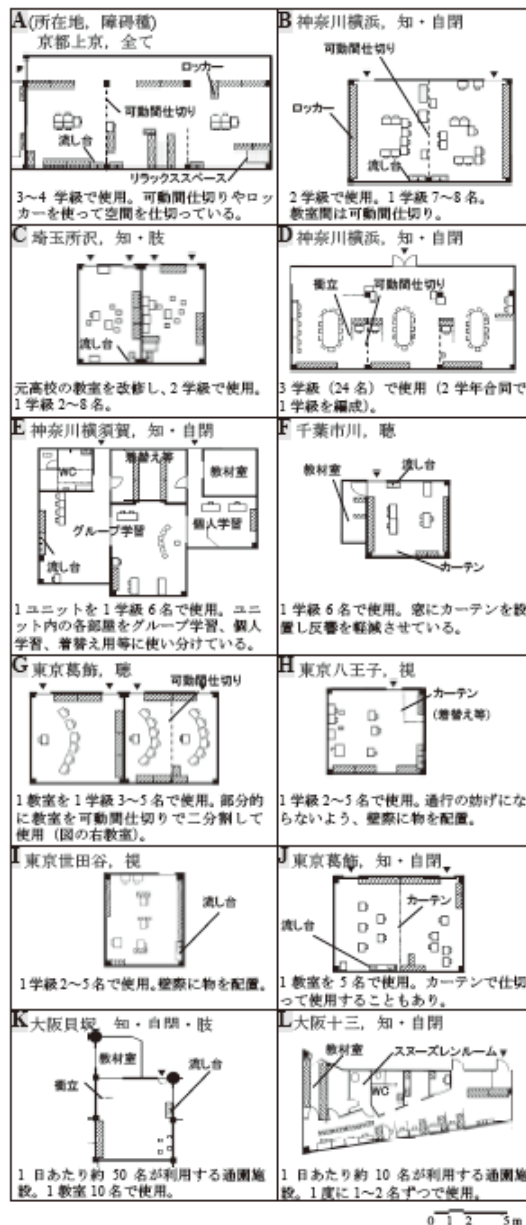 A(所在地, 障碍種)
京都上京, 全て
ロッカー
可動間仕切り
流し台
リラックススペース
3〜4 学級で使用。可動間仕切りやロッ
カーを使って空間を仕切っている。
B 神奈川横浜, 知・自閉
可動間仕切り
ロッカー
流し台
2学級で使用。1学級7〜8名。
教室間は可動間仕切り。
C 埼玉所沢, 知・肢
流し台
元高校の教室を改修し、2学級で使用。
1学級2〜8名。
D 神奈川横浜, 知・自閉
衝立
可動間仕切り
3学級(24名)で使用(2学年合同で
1学級を編成)。
E 神奈川横須賀, 知・自閉
WC
着替え等
教材室
グループ学習
個人学習
流し台
1ユニットを1学級6名で使用。ユニ
ット内の各部屋をグループ学習、個人
学習、着替え用等に使い分けている。
F 千葉市川, 聴
流し台
教材室
カーテン
1学級6名で使用。窓にカーテンを設
置し反響を軽減させている。
G 東京葛飾, 聴
可動間仕切り
1教室を1学級3〜5名で使用。部分的
に教室を可動間仕切りで二分割して
使用(図の右教室)。
H 東京八王子, 視
カーテン
(着替え等)
1学級2〜5名で使用。通行の妨げにな
らないよう、壁際に物を配置。
I 東京世田谷, 視
流し台
1学級2〜5名で使用。壁際に物を配置。
J 東京葛飾, 知・自閉
カーテン
流し台
1教室を5名で使用。カーテンで仕切
って使用することもあり。
K 大阪貝塚, 知・自閉・肢
教材室
衝立
流し台
1日あたり約50名が利用する通園施
設。1教室10名で使用。
L 大阪十三, 知・自閉
教材室
スヌーズレンルーム
WC
1日あたり約10名が利用する通園施
設。1度に1〜2名ずつで使用。
0 1 2 5m